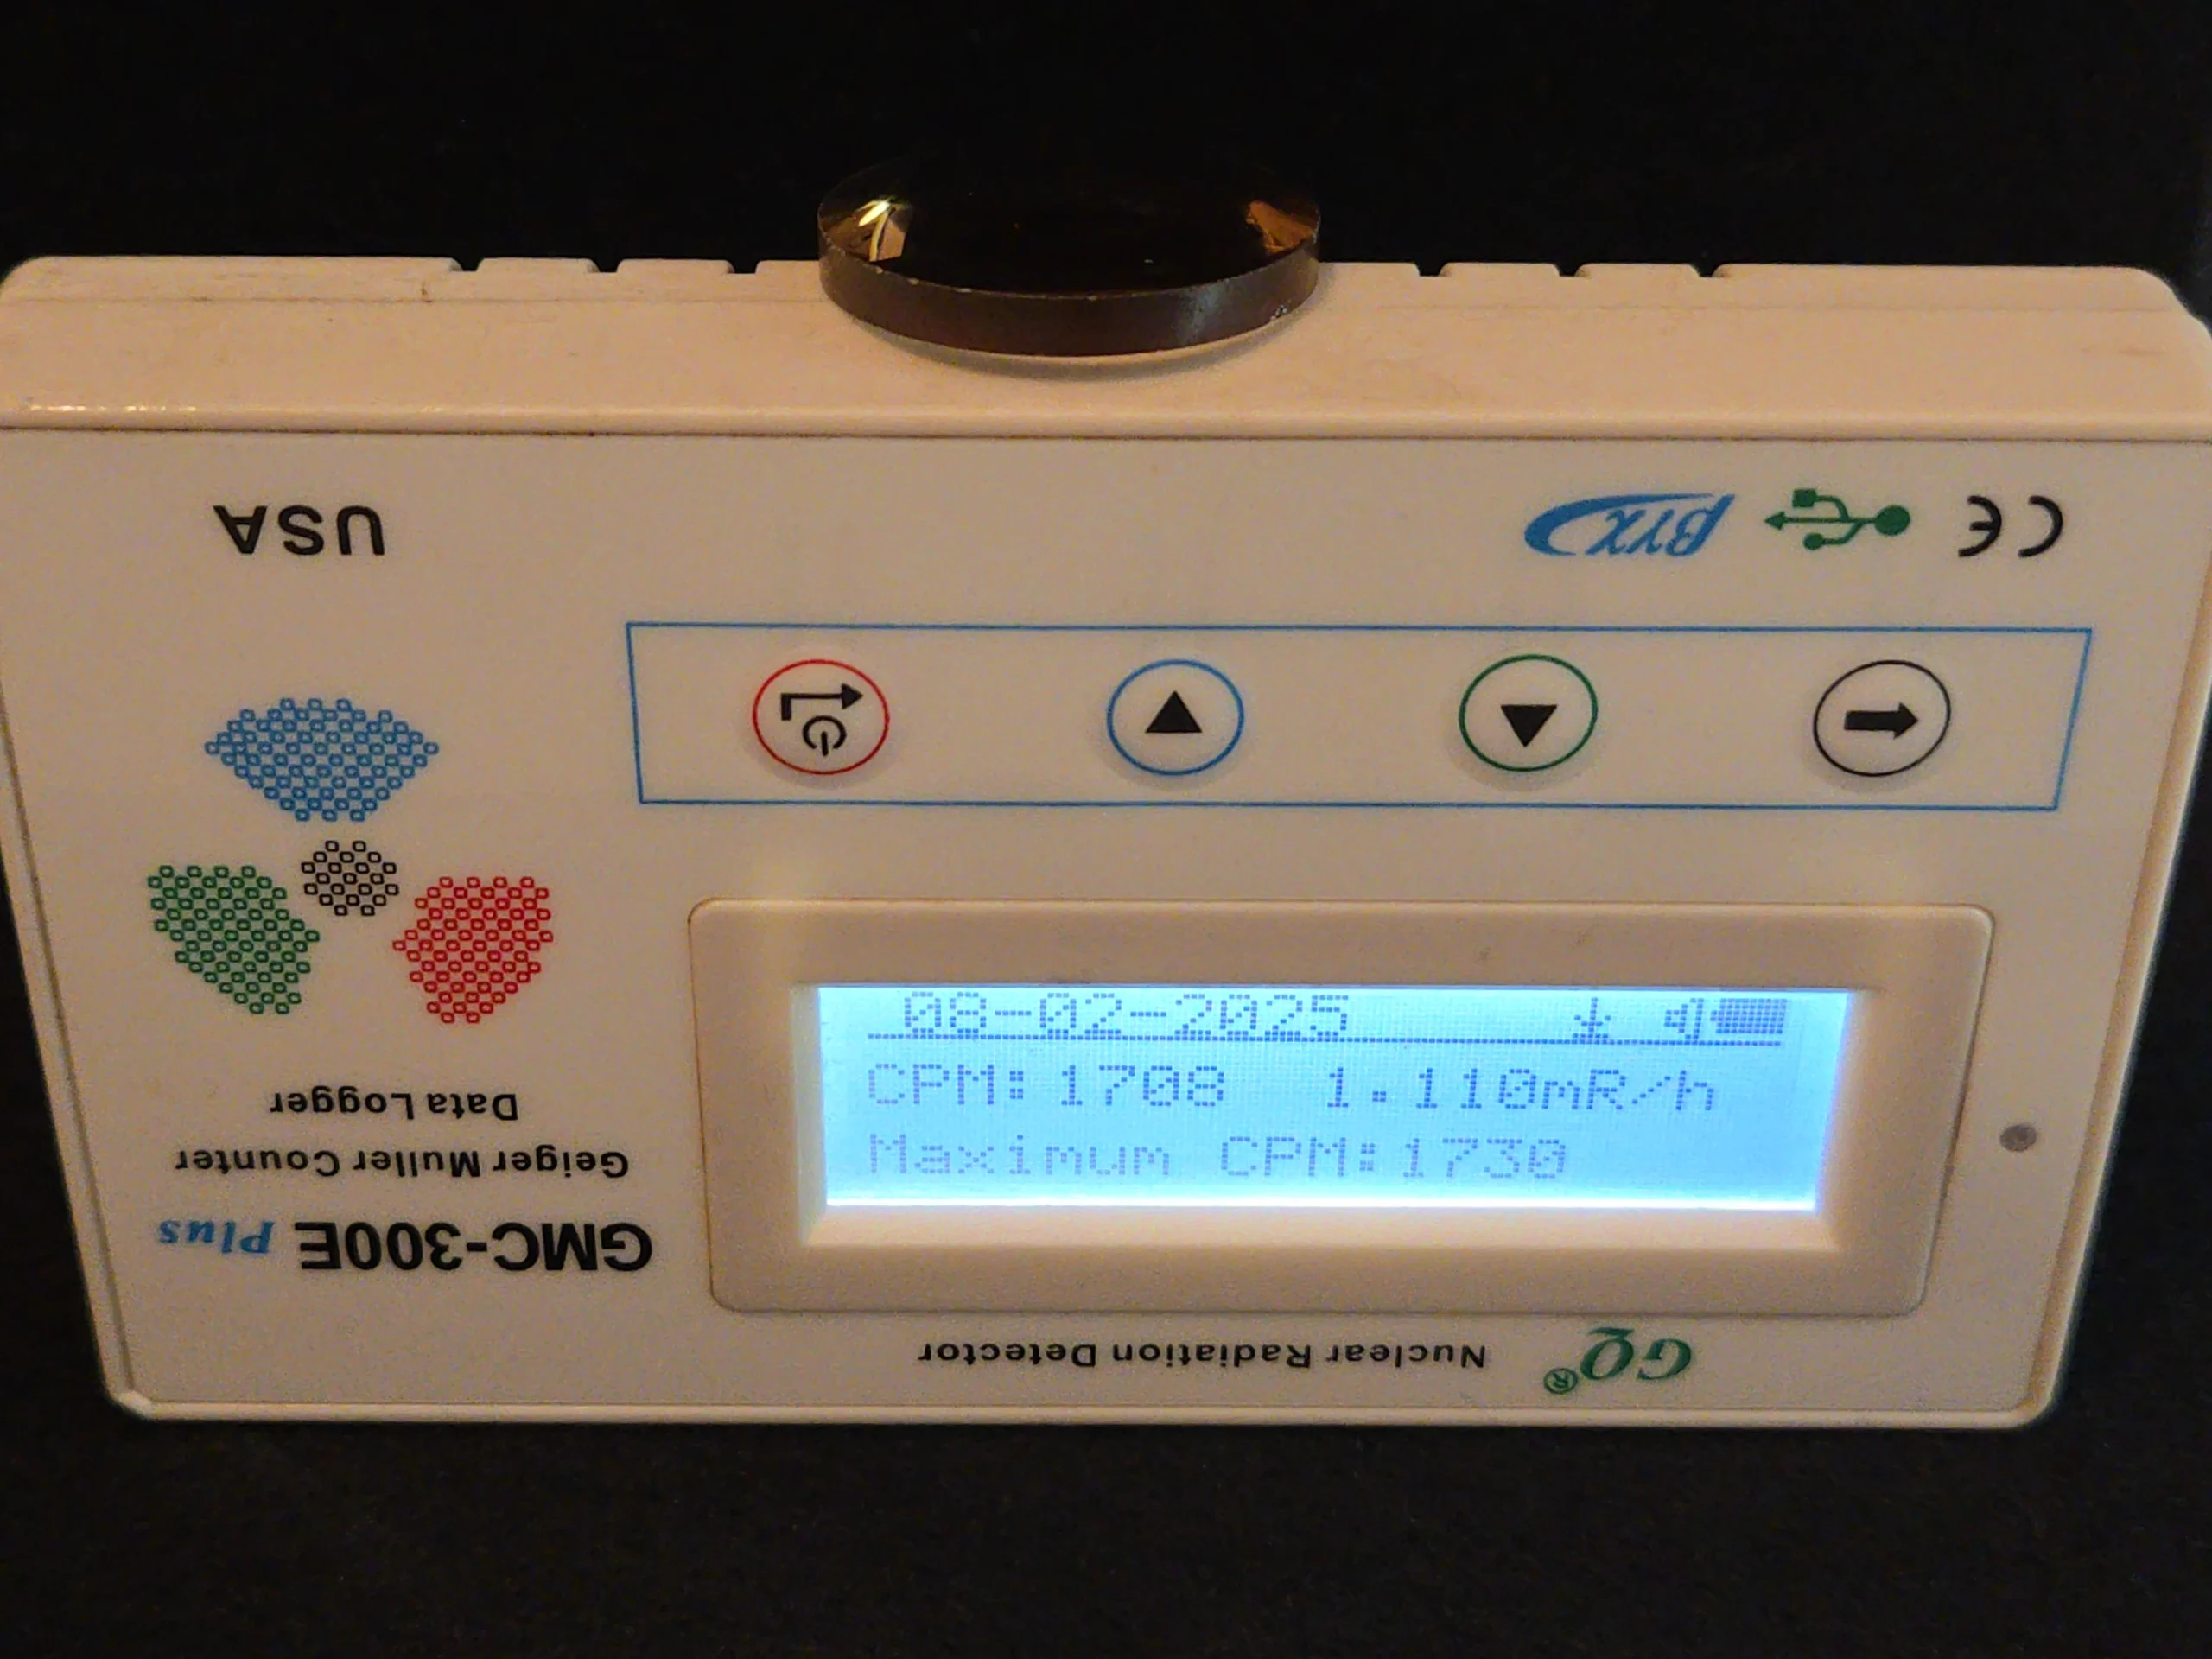 USA
βγχ
CE
08-02-2025
CPM: 1708 1.110mR/h
Maximum CPM: 1730
Data Logger
Geiger Muller Counter
GMC-300E Plus
Nuclear Radiation Detector
GQ®